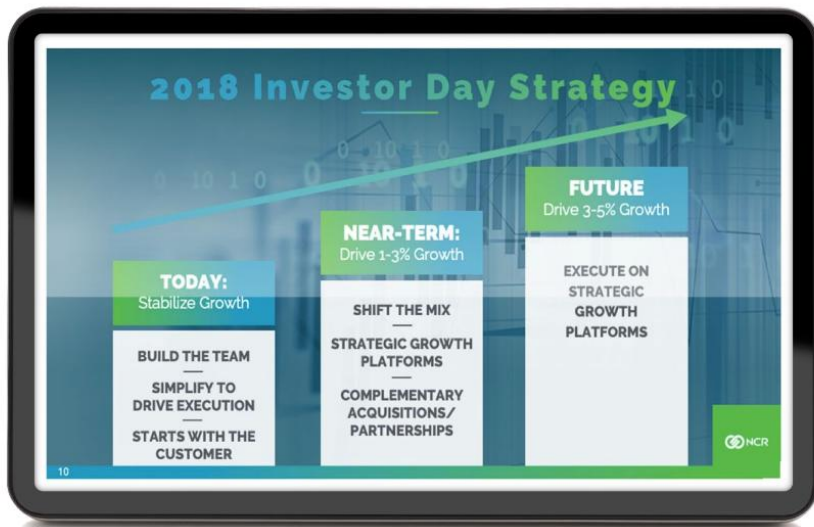 2018 Investor Day Strategy
TODAY:
Stabilize Growth
BUILD THE TEAM
SIMPLIFY TO
DRIVE EXECUTION
STARTS WITH THE
CUSTOMER
NEAR-TERM:
Drive 1-3% Growth
SHIFT THE MIX
STRATEGIC GROWTH
PLATFORMS
COMPLEMENTARY
ACQUISITIONS/
PARTNERSHIPS
FUTURE
Drive 3-5% Growth
EXECUTE ON
STRATEGIC
GROWTH
PLATFORMS
NCR
10